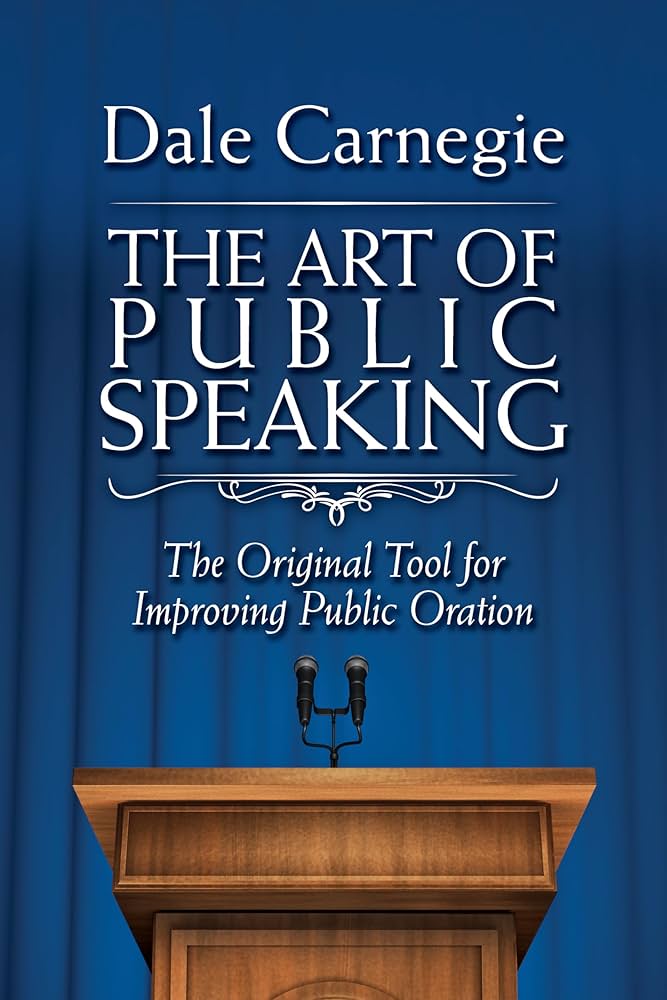 Dale Carnegie
THE ART OF
PUBLIC
SPEAKING
The Original Tool for
Improving Public Oration